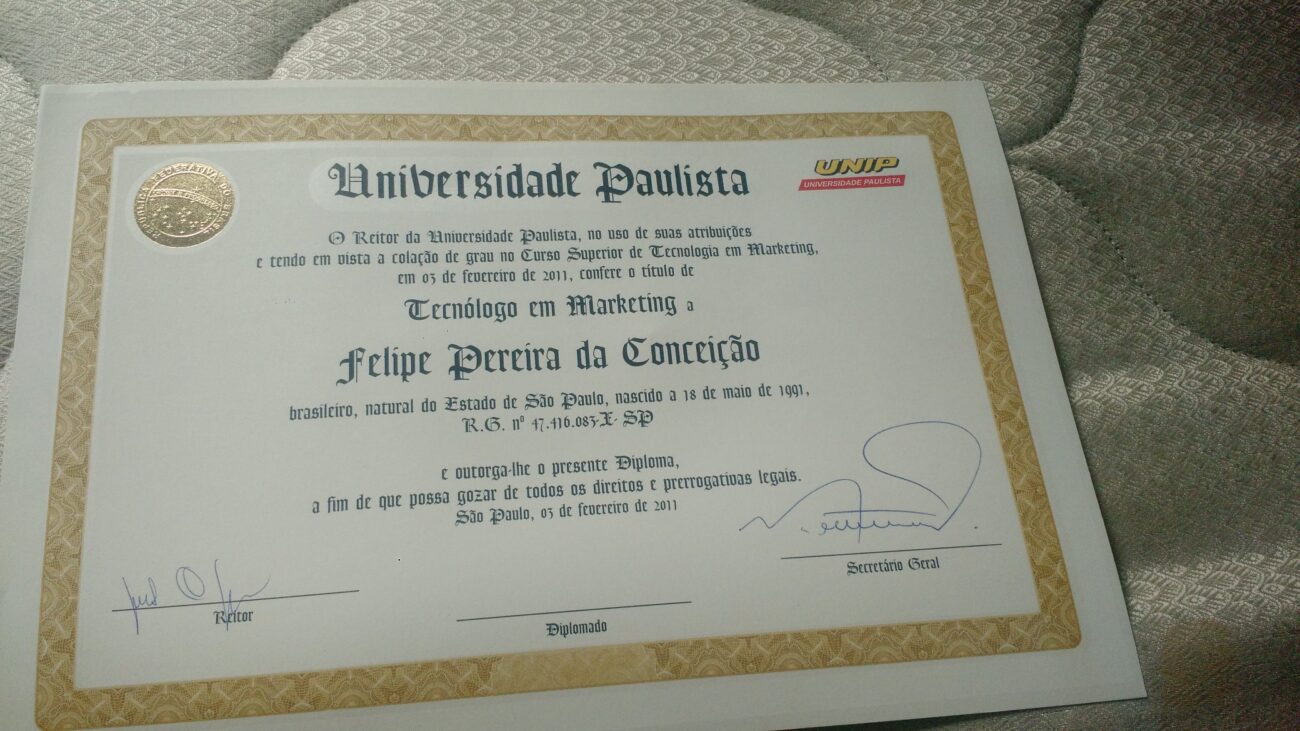 Universidade Paulista
UNIP
UNIVERSIDADE PAULISTA
REPÚBLICA FEDERATIVA DO BRASIL
O Reitor da Universidade Paulista, no uso de suas atribuições
e tendo em vista a colação de grau no Curso Superior de Tecnologia em Marketing,
em 03 de fevereiro de 2011, confere o título de
Tecnólogo em Marketing a
Felipe Pereira da Conceição
brasileiro, natural do Estado de São Paulo, nascido a 18 de maio de 1991,
R.G. nº 47.416.083-X- SP
e outorga-lhe o presente Diploma,
a fim de que possa gozar de todos os direitos e prerrogativas legais.
São Paulo, 03 de fevereiro de 2011
Secretário Geral
Reitor
Diplomado